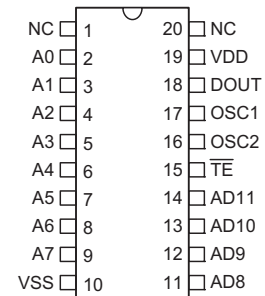 NC 1 20 NC
A0 2 19 VDD
A1 3 18 DOUT
A2 4 17 OSC1
A3 5 16 OSC2
A4 6 15 T̅E̅
A5 7 14 AD11
A6 8 13 AD10
A7 9 12 AD9
VSS 10 11 AD8